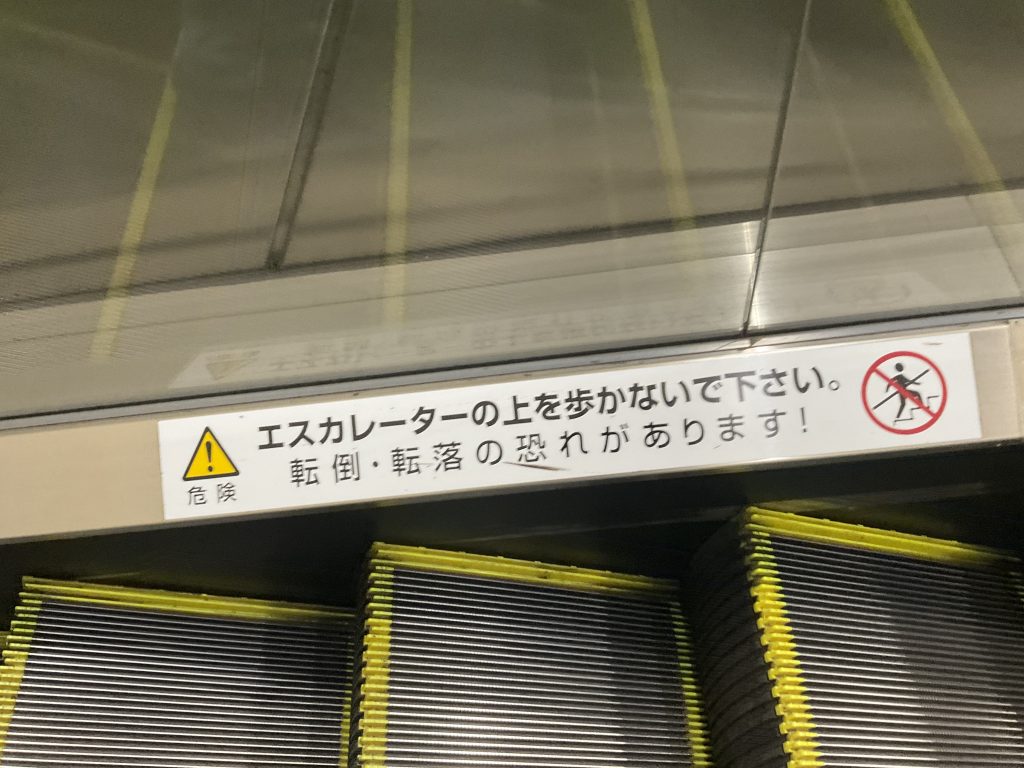 エスカレーターの上を歩かないで下さい。
転倒・転落の恐れがあります!
危険